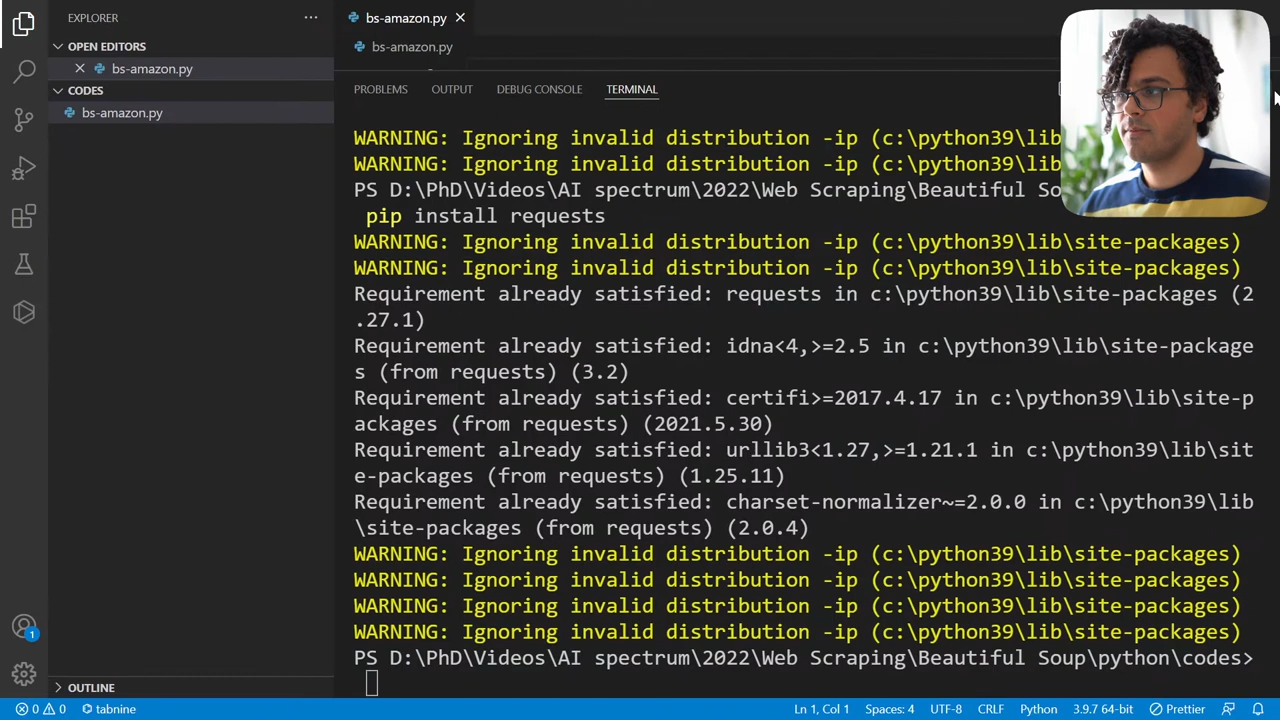 EXPLORER
OPEN EDITORS
bs-amazon.py
CODES
bs-amazon.py
OUTLINE
bs-amazon.py
bs-amazon.py
PROBLEMS OUTPUT DEBUG CONSOLE TERMINAL
WARNING: Ignoring invalid distribution -ip (c:\python39\lib
WARNING: Ignoring invalid distribution -ip (c:\python39\lib
PS D:\PhD\Videos\AI spectrum\2022\Web Scraping\Beautiful So
pip install requests
WARNING: Ignoring invalid distribution -ip (c:\python39\lib\site-packages)
WARNING: Ignoring invalid distribution -ip (c:\python39\lib\site-packages)
Requirement already satisfied: requests in c:\python39\lib\site-packages (2
.27.1)
Requirement already satisfied: idna<4,>=2.5 in c:\python39\lib\site-package
s (from requests) (3.2)
Requirement already satisfied: certifi>=2017.4.17 in c:\python39\lib\site-p
ackages (from requests) (2021.5.30)
Requirement already satisfied: urllib3<1.27,>=1.21.1 in c:\python39\lib\sit
e-packages (from requests) (1.25.11)
Requirement already satisfied: charset-normalizer~=2.0.0 in c:\python39\lib
\site-packages (from requests) (2.0.4)
WARNING: Ignoring invalid distribution -ip (c:\python39\lib\site-packages)
WARNING: Ignoring invalid distribution -ip (c:\python39\lib\site-packages)
WARNING: Ignoring invalid distribution -ip (c:\python39\lib\site-packages)
WARNING: Ignoring invalid distribution -ip (c:\python39\lib\site-packages)
PS D:\PhD\Videos\AI spectrum\2022\Web Scraping\Beautiful Soup\python\codes>
1
0 0 tabnine Ln 1, Col 1 Spaces: 4 UTF-8 CRLF Python 3.9.7 64-bit Prettier